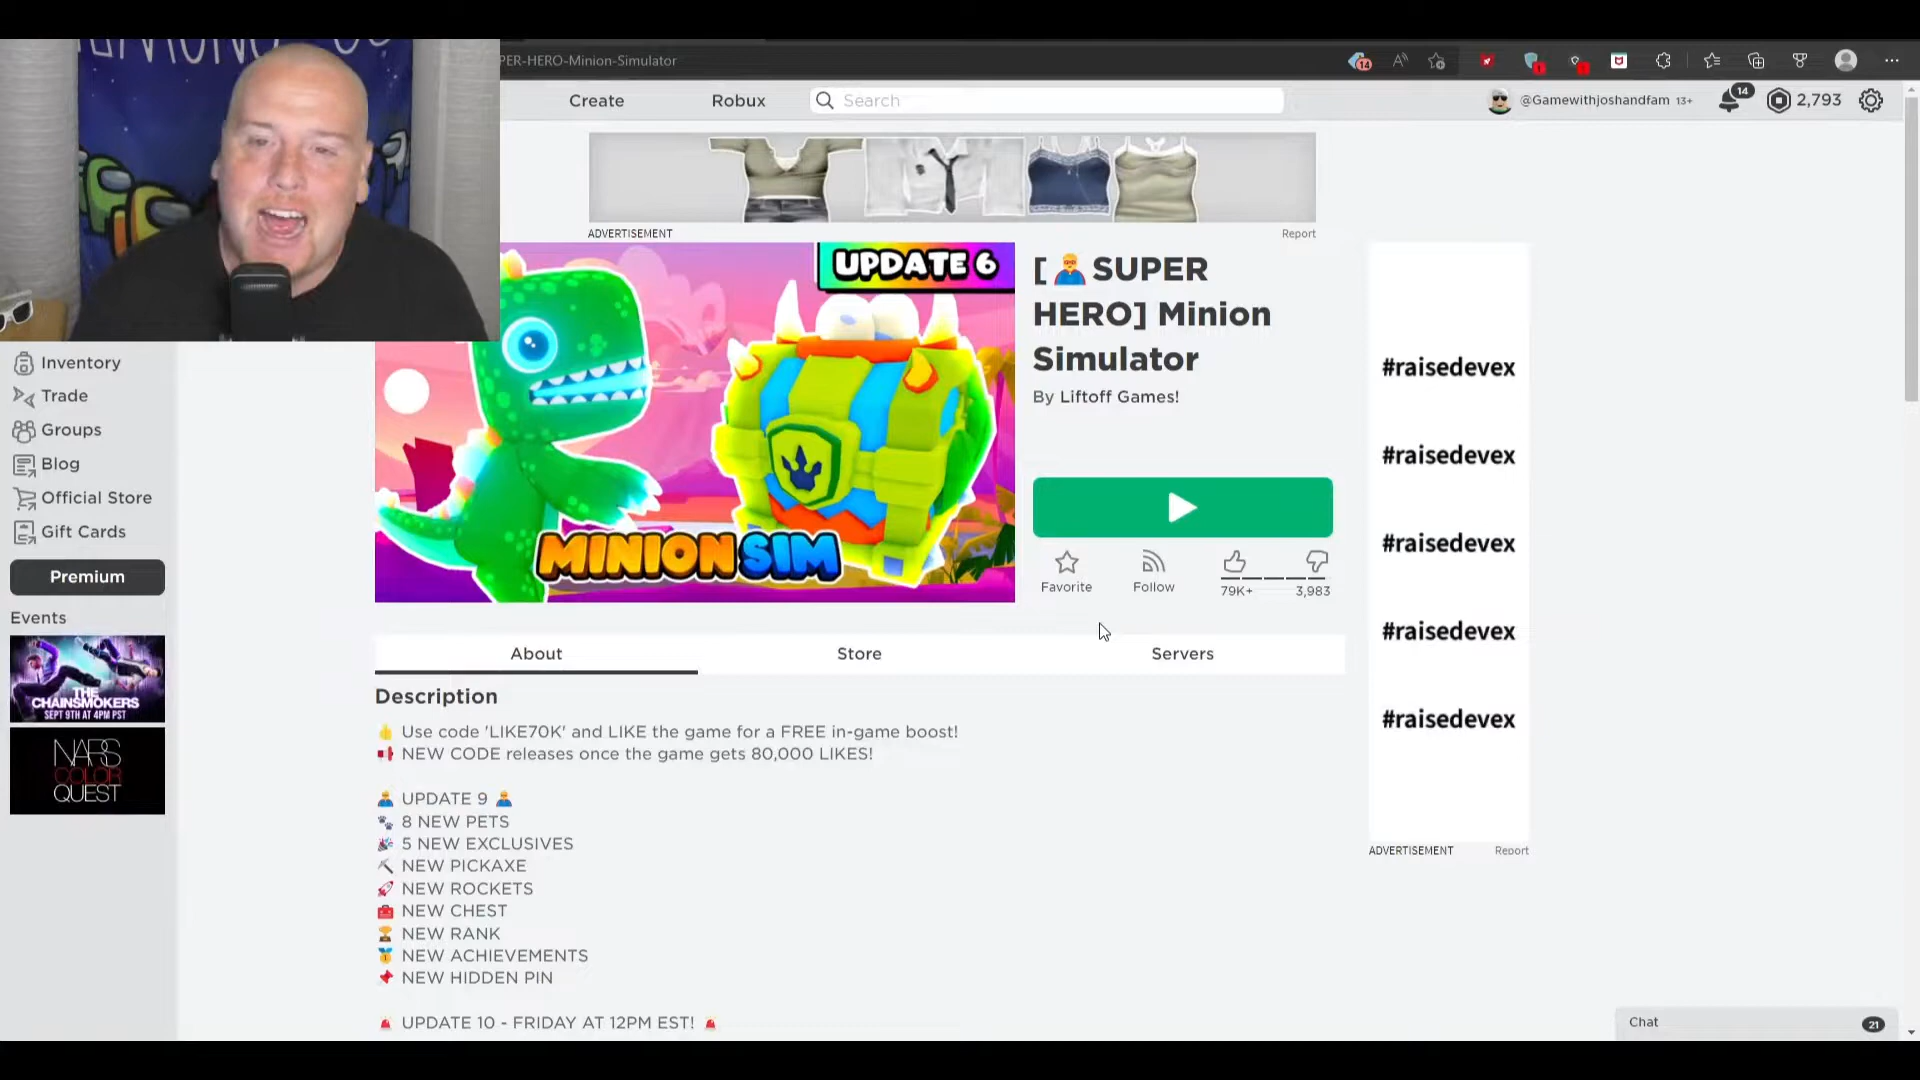 PER-HERO-Minion-Simulator
14
Create
Robux
Search
@Gamewithjoshandfam 13+
14
2,793
ADVERTISEMENT
Report
UPDATE 6
MINION SIM
[ SUPER
HERO] Minion
Simulator
By Liftoff Games!
Favorite
Follow
79K+
3,983
#raisedevex
#raisedevex
#raisedevex
#raisedevex
#raisedevex
ADVERTISEMENT
Report
Inventory
Trade
Groups
Blog
Official Store
Gift Cards
Premium
Events
THE
CHAINSMOKERS
SEPT 9TH AT 4PM PST
NARS
COLOR
QUEST
About
Store
Servers
Description
👍 Use code 'LIKE70K' and LIKE the game for a FREE in-game boost!
📢 NEW CODE releases once the game gets 80,000 LIKES!
UPDATE 9
🐾 8 NEW PETS
🎉 5 NEW EXCLUSIVES
⛏ NEW PICKAXE
🚀 NEW ROCKETS
🧰 NEW CHEST
🏆 NEW RANK
🥇 NEW ACHIEVEMENTS
📌 NEW HIDDEN PIN
🚨 UPDATE 10 - FRIDAY AT 12PM EST! 🚨
Chat
21